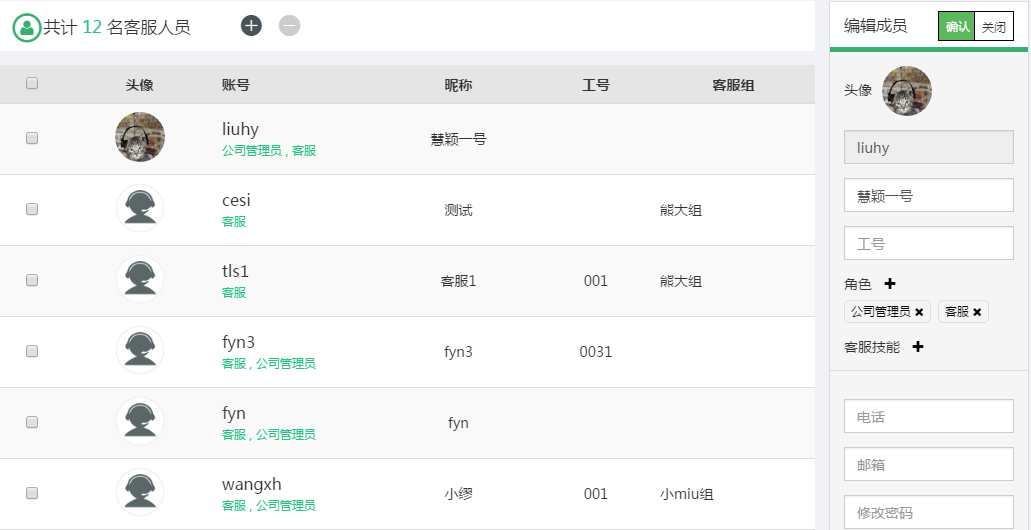 共计 12 名客服人员
头像 账号 昵称 工号 客服组
liuhy
公司管理员 , 客服
慧颖一号
cesi
客服
测试 熊大组
tls1
客服
客服1 001 熊大组
fyn3
客服 , 公司管理员
fyn3 0031
fyn
客服 , 公司管理员
fyn
wangxh
客服 , 公司管理员
小缪 001 小miu组
编辑成员 确认 关闭
头像
liuhy
慧颖一号
工号
角色
公司管理员 客服
客服技能
电话
邮箱
修改密码